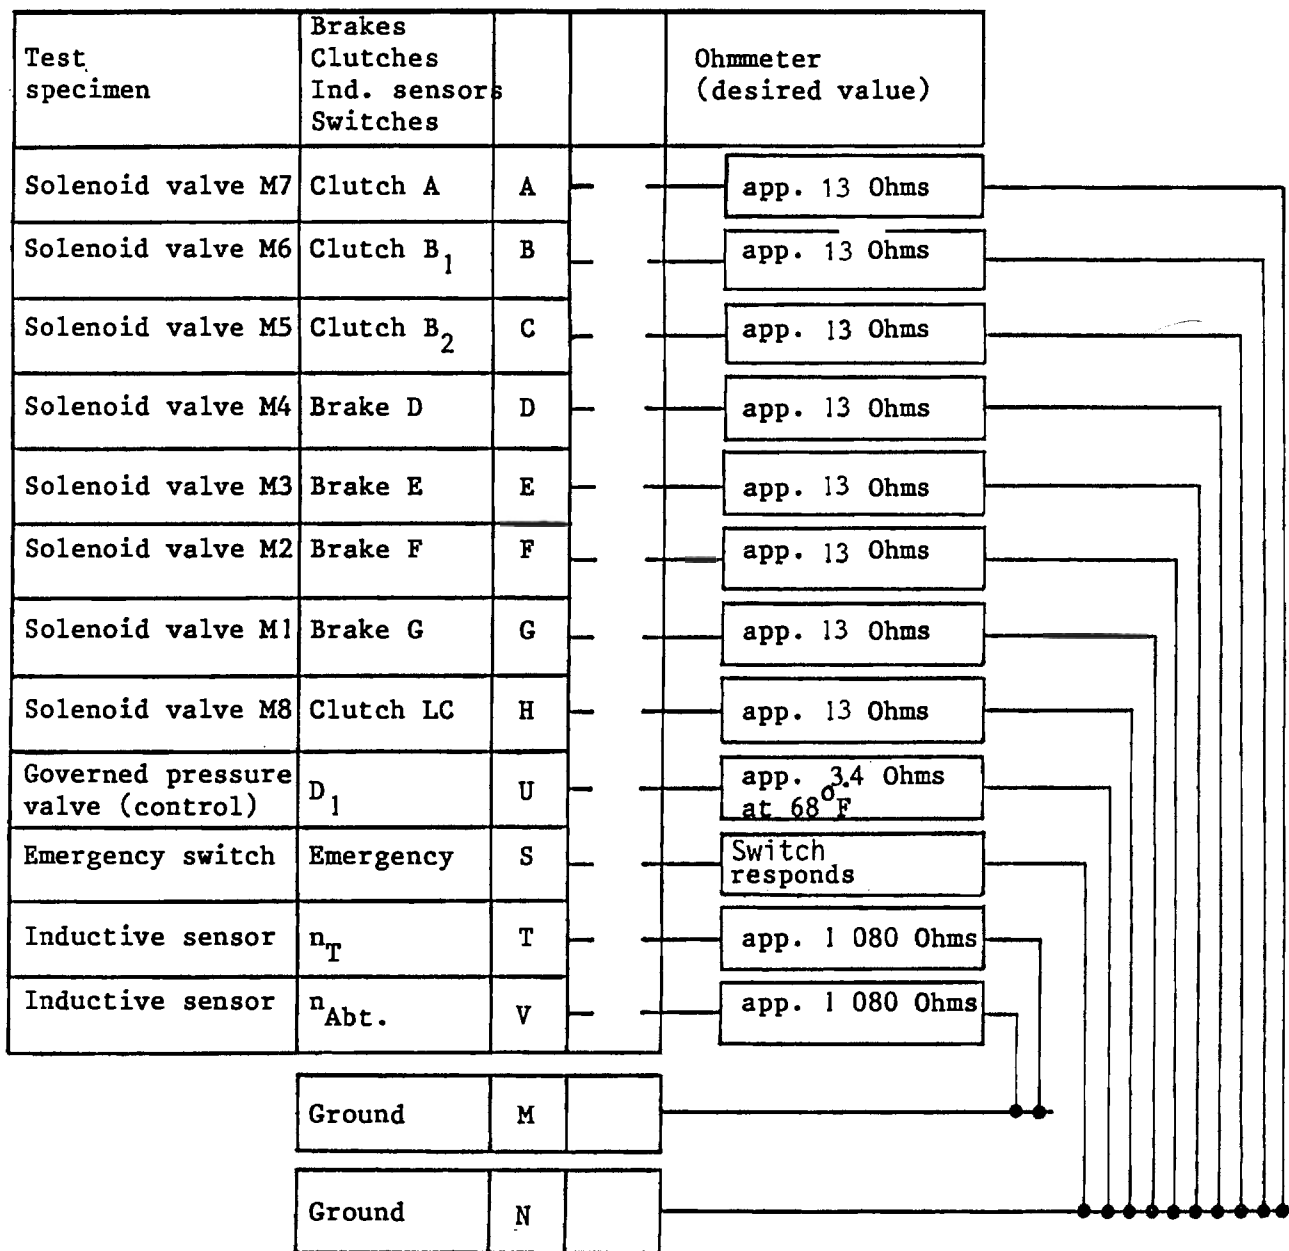 Test
specimen
Brakes
Clutches
Ind. sensors
Switches
Ohmmeter
(desired value)
Solenoid valve M7 Clutch A A app. 13 Ohms
Solenoid valve M6 Clutch B1 B app. 13 Ohms
Solenoid valve M5 Clutch B2 C app. 13 Ohms
Solenoid valve M4 Brake D D app. 13 Ohms
Solenoid valve M3 Brake E E app. 13 Ohms
Solenoid valve M2 Brake F F app. 13 Ohms
Solenoid valve M1 Brake G G app. 13 Ohms
Solenoid valve M8 Clutch LC H app. 13 Ohms
Governed pressure
valve (control) D1 U app. 3.4 Ohms
at 68°F
Emergency switch Emergency S Switch
responds
Inductive sensor nT T app. 1 080 Ohms
Inductive sensor nAbt. V app. 1 080 Ohms
Ground M
Ground N